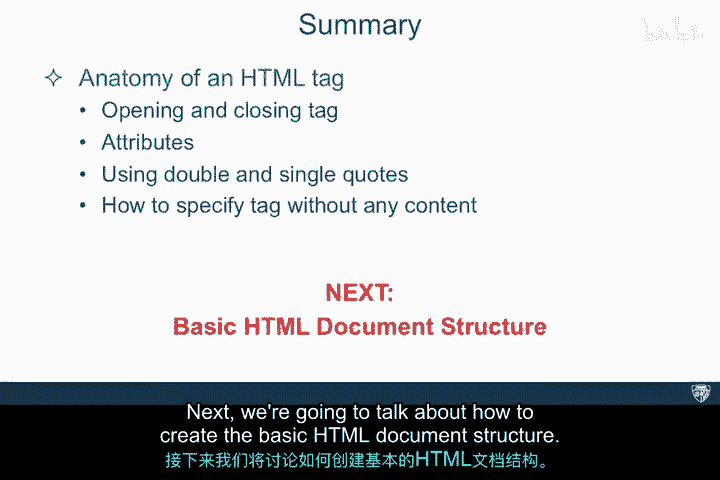 Summary
✧ Anatomy of an HTML tag
• Opening and closing tag
• Attributes
• Using double and single quotes
• How to specify tag without any content
NEXT:
Basic HTML Document Structure
Next, we're going to talk about how to
create the basic HTML document structure.
接下来我们将讨论如何创建基本的HTML文档结构。